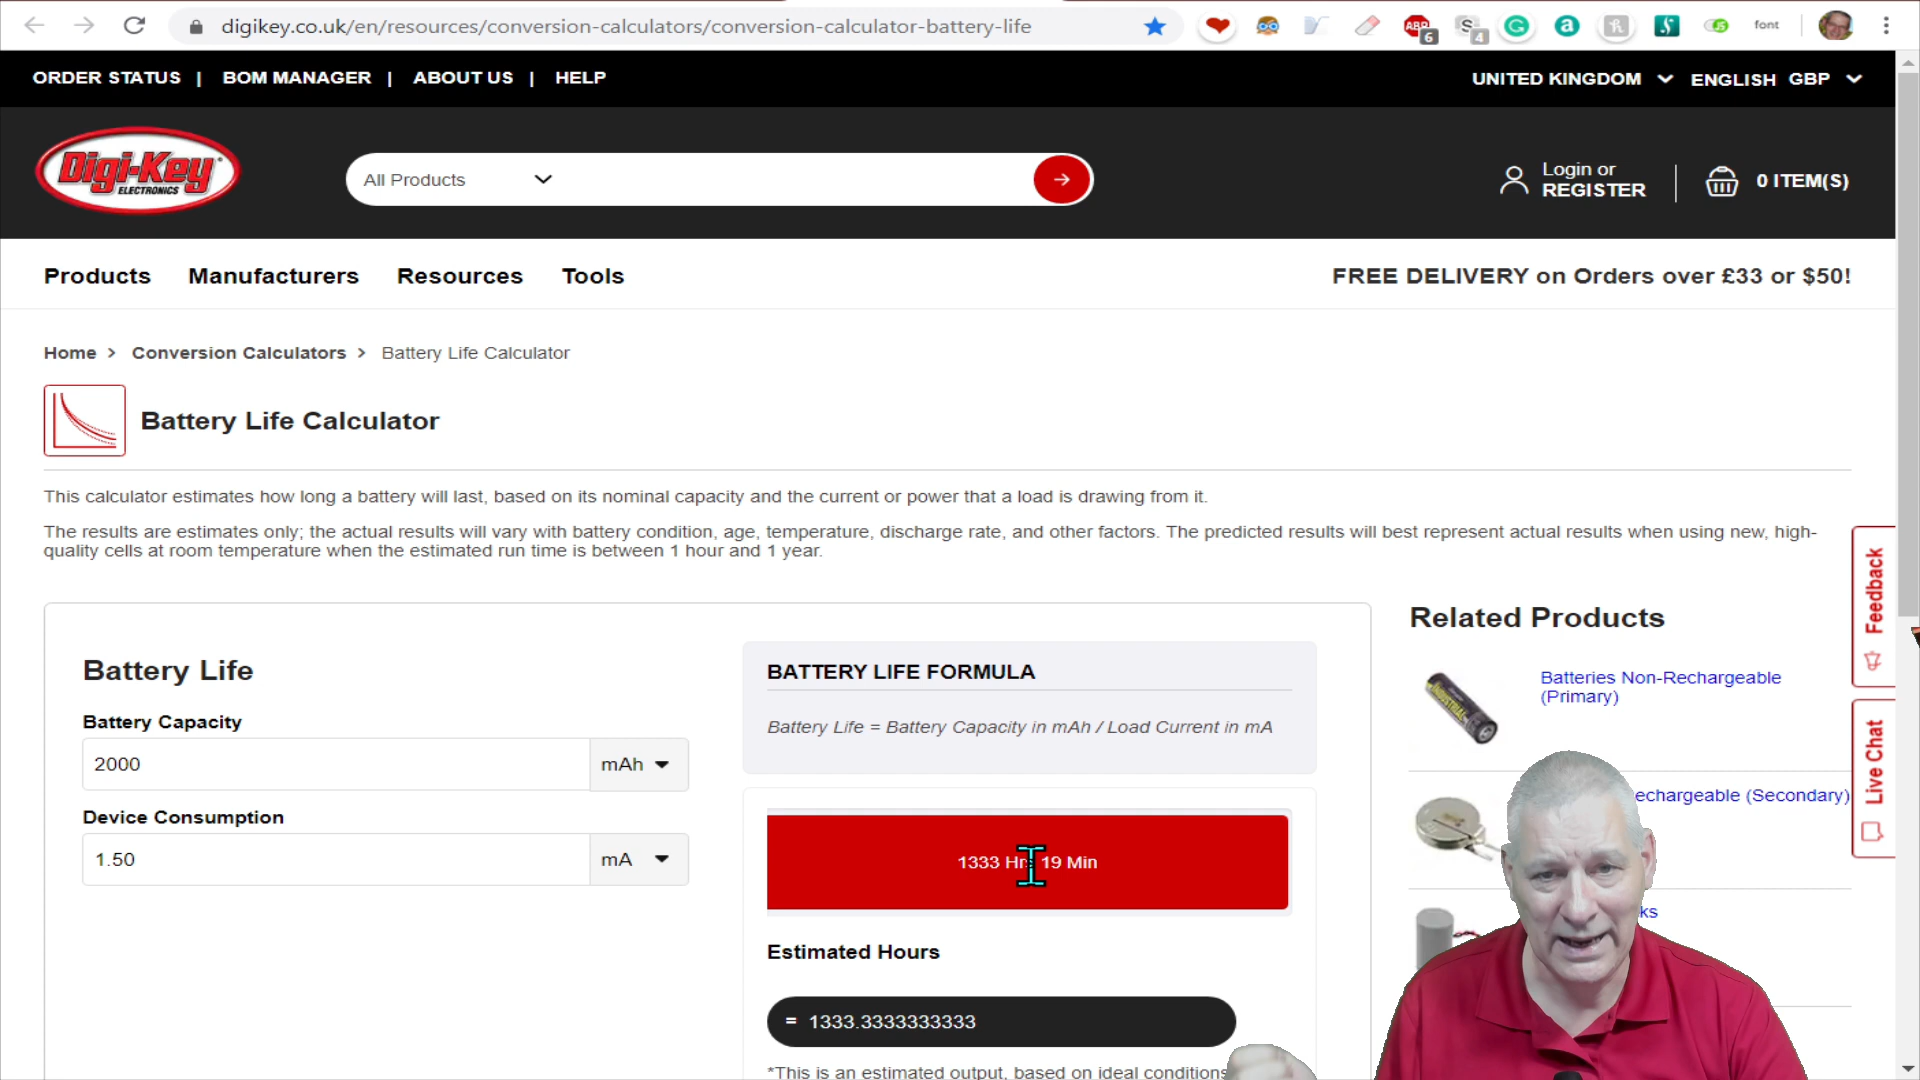 digikey.co.uk/en/resources/conversion-calculators/conversion-calculator-battery-life
ABP
6
S
4
G
a
h
JS
font
ORDER STATUS | BOM MANAGER | ABOUT US | HELP
UNITED KINGDOM ENGLISH GBP
Digi-Key
ELECTRONICS
All Products
Login or
REGISTER
0 ITEM(S)
Products Manufacturers Resources Tools
FREE DELIVERY on Orders over £33 or $50!
Home > Conversion Calculators > Battery Life Calculator
Battery Life Calculator
This calculator estimates how long a battery will last, based on its nominal capacity and the current or power that a load is drawing from it.
The results are estimates only; the actual results will vary with battery condition, age, temperature, discharge rate, and other factors. The predicted results will best represent actual results when using new, high-
quality cells at room temperature when the estimated run time is between 1 hour and 1 year.
Feedback
Live Chat
Battery Life
Battery Capacity
2000 mAh
Device Consumption
1.50 mA
BATTERY LIFE FORMULA
Battery Life = Battery Capacity in mAh / Load Current in mA
1333 Hrs 19 Min
Estimated Hours
= 1333.3333333333
*This is an estimated output, based on ideal conditions
Related Products
Batteries Non-Rechargeable
(Primary)
echargeable (Secondary)
ks